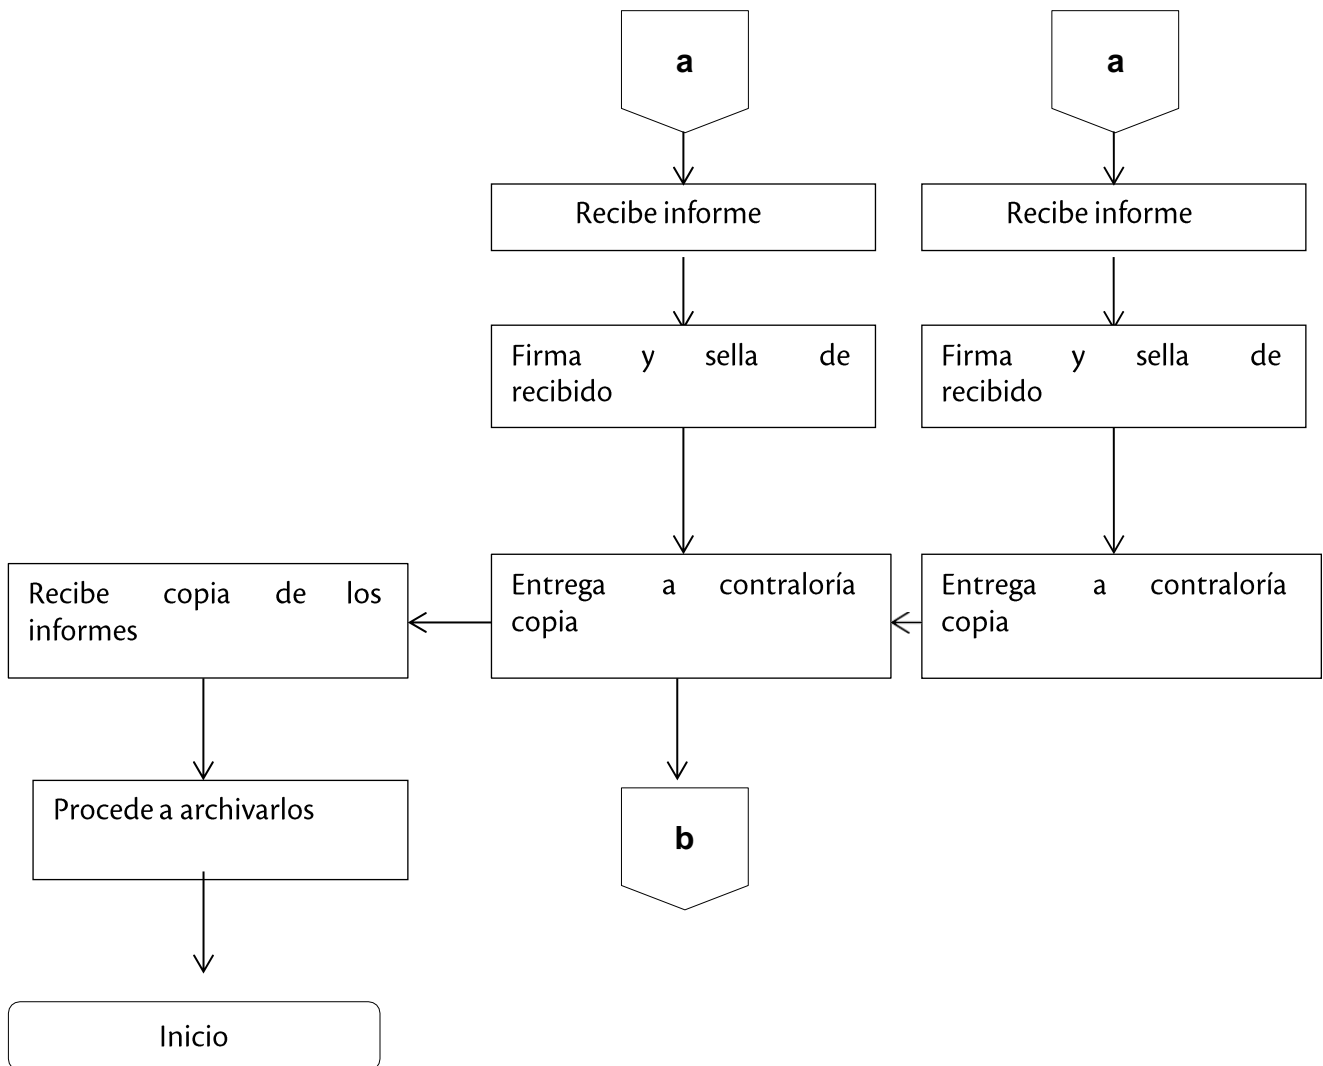 a
a
Recibe informe
Recibe informe
Firma y sella de
recibido
Firma y sella de
recibido
Entrega a contraloría
copia
Entrega a contraloría
copia
Recibe copia de los
informes
Procede a archivarlos
b
Inicio